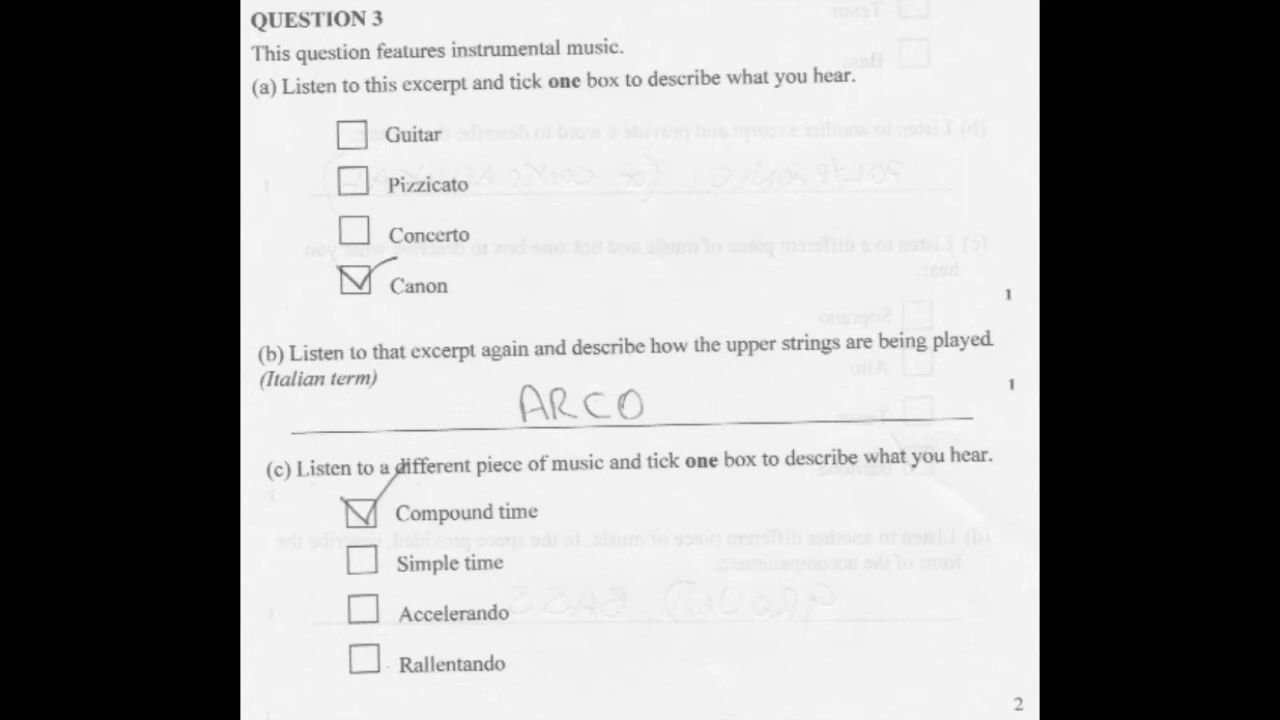 QUESTION 3
This question features instrumental music.
(a) Listen to this excerpt and tick one box to describe what you hear.
Guitar
Pizzicato
Concerto
Canon
1
(b) Listen to that excerpt again and describe how the upper strings are being played.
(Italian term)
1
ARCO
(c) Listen to a different piece of music and tick one box to describe what you hear.
Compound time
Simple time
Accelerando
Rallentando
2